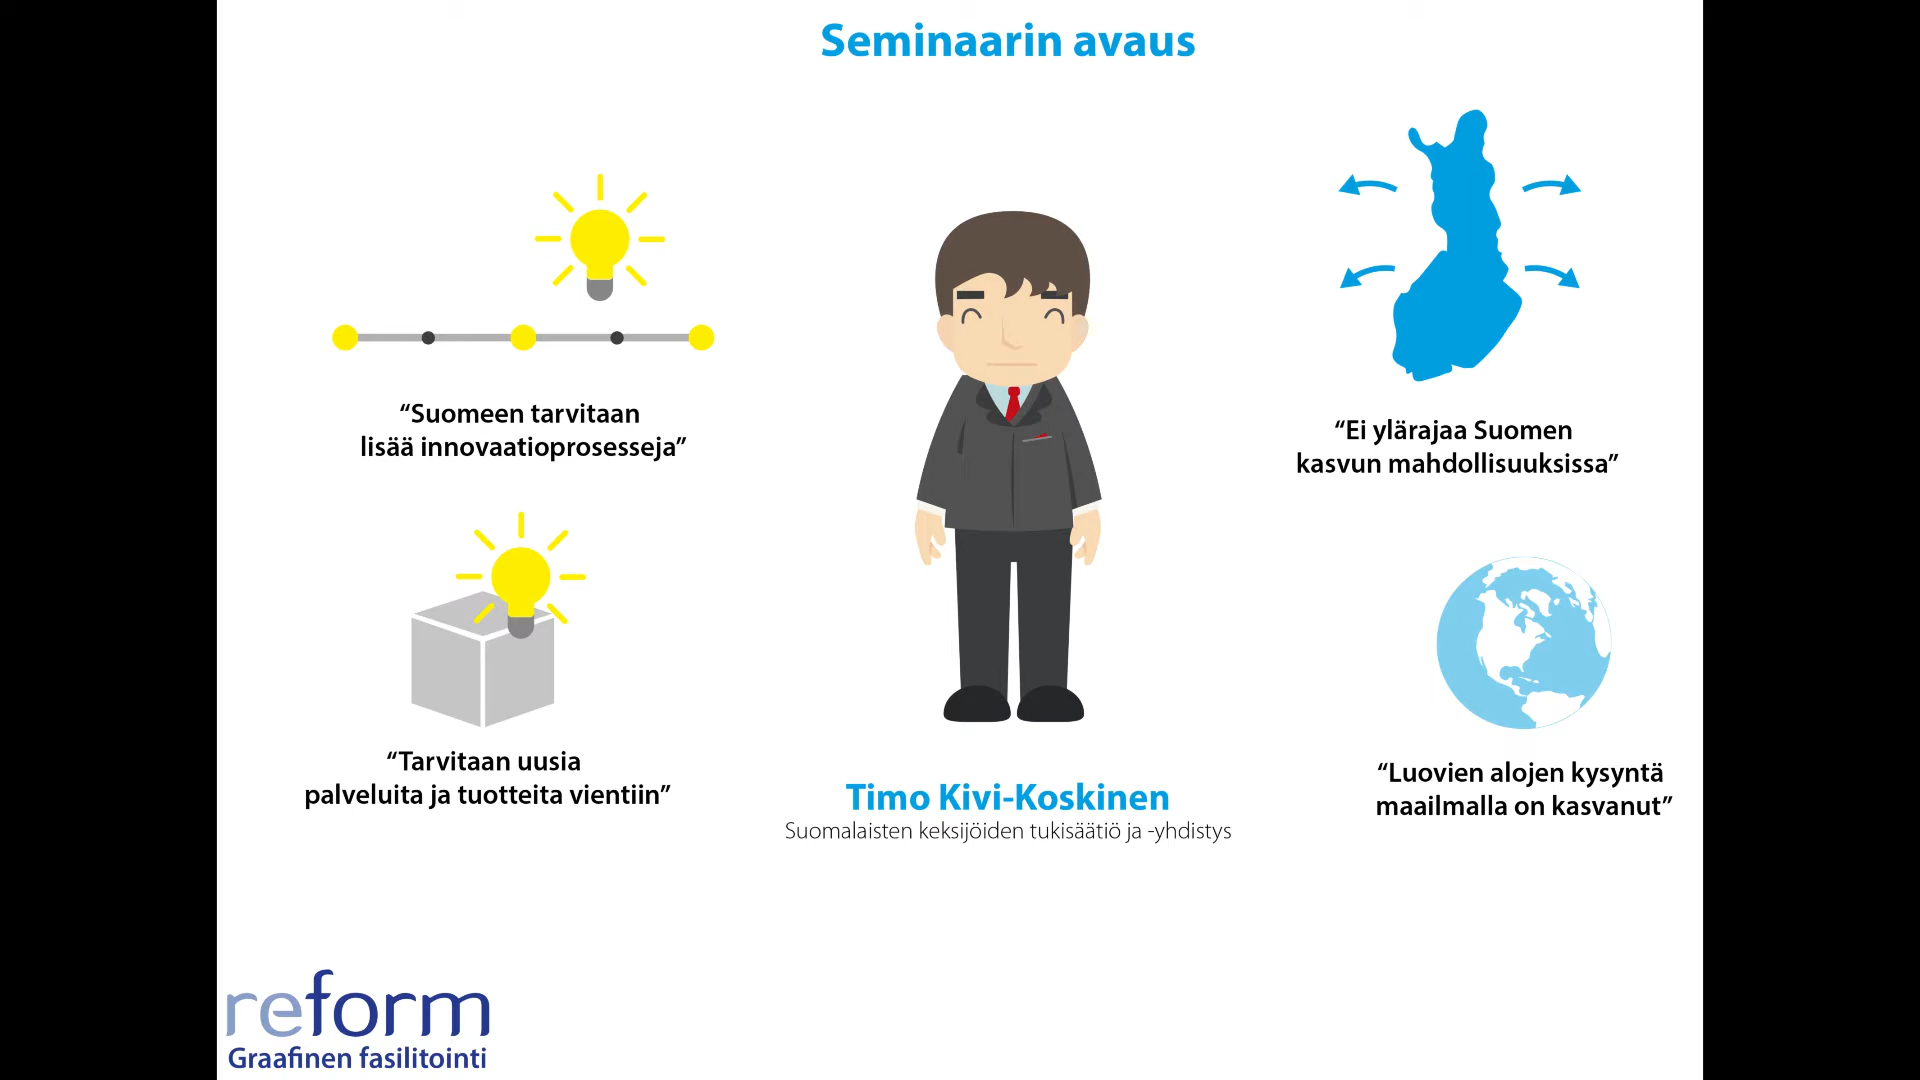 Seminaarin avaus
“Suomeen tarvitaan
lisää innovaatioprosesseja”
“Ei ylärajaa Suomen
kasvun mahdollisuuksissa”
“Tarvitaan uusia
palveluita ja tuotteita vientiin”
“Luovien alojen kysyntä
maailmalla on kasvanut”
Timo Kivi-Koskinen
Suomalaisten keksijöiden tukisäätiö ja -yhdistys
reform
Graafinen fasilitointi